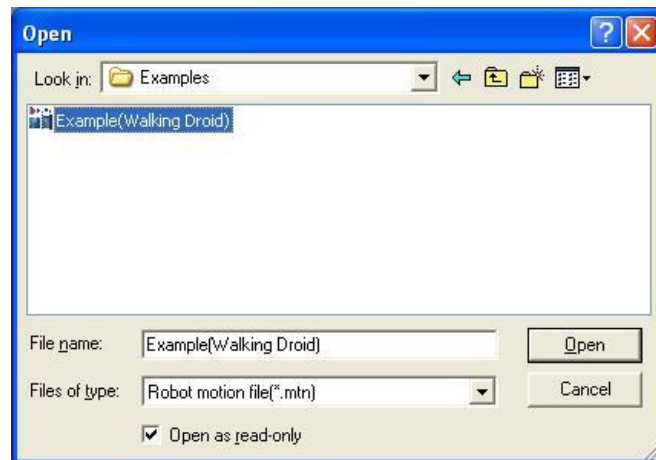 Open
Look in: Examples
Example(Walking Droid)
File name: Example(Walking Droid) Open
Files of type: Robot motion file(*.mtn) Cancel
Open as read-only